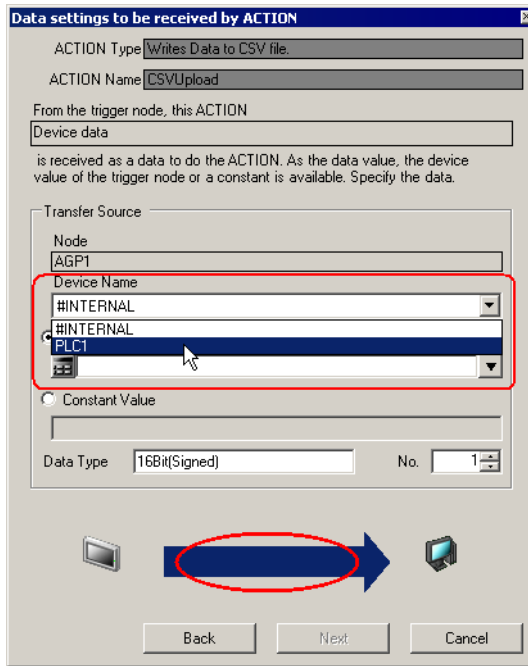 Data settings to be received by ACTION
ACTION Type Writes Data to CSV file.
ACTION Name CSVUpload
From the trigger node, this ACTION
Device data
is received as a data to do the ACTION. As the data value, the device
value of the trigger node or a constant is available. Specify the data.
Transfer Source
Node
AGP1
Device Name
#INTERNAL
#INTERNAL
PLC1
Constant Value
Data Type 16Bit(Signed) No. 1
Back Next Cancel